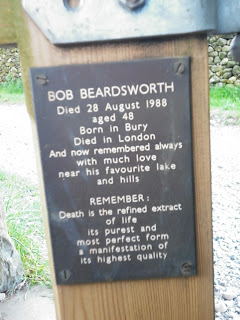 BOB BEARDSWORTH
Died 28 August 1988
aged 48
Born in Bury
Died in London
And now remembered always
with much love
near his favourite lake
and hills
REMEMBER:
Death is the refined extract
of life
its purest and
most perfect form
a manifestation of
its highest quality